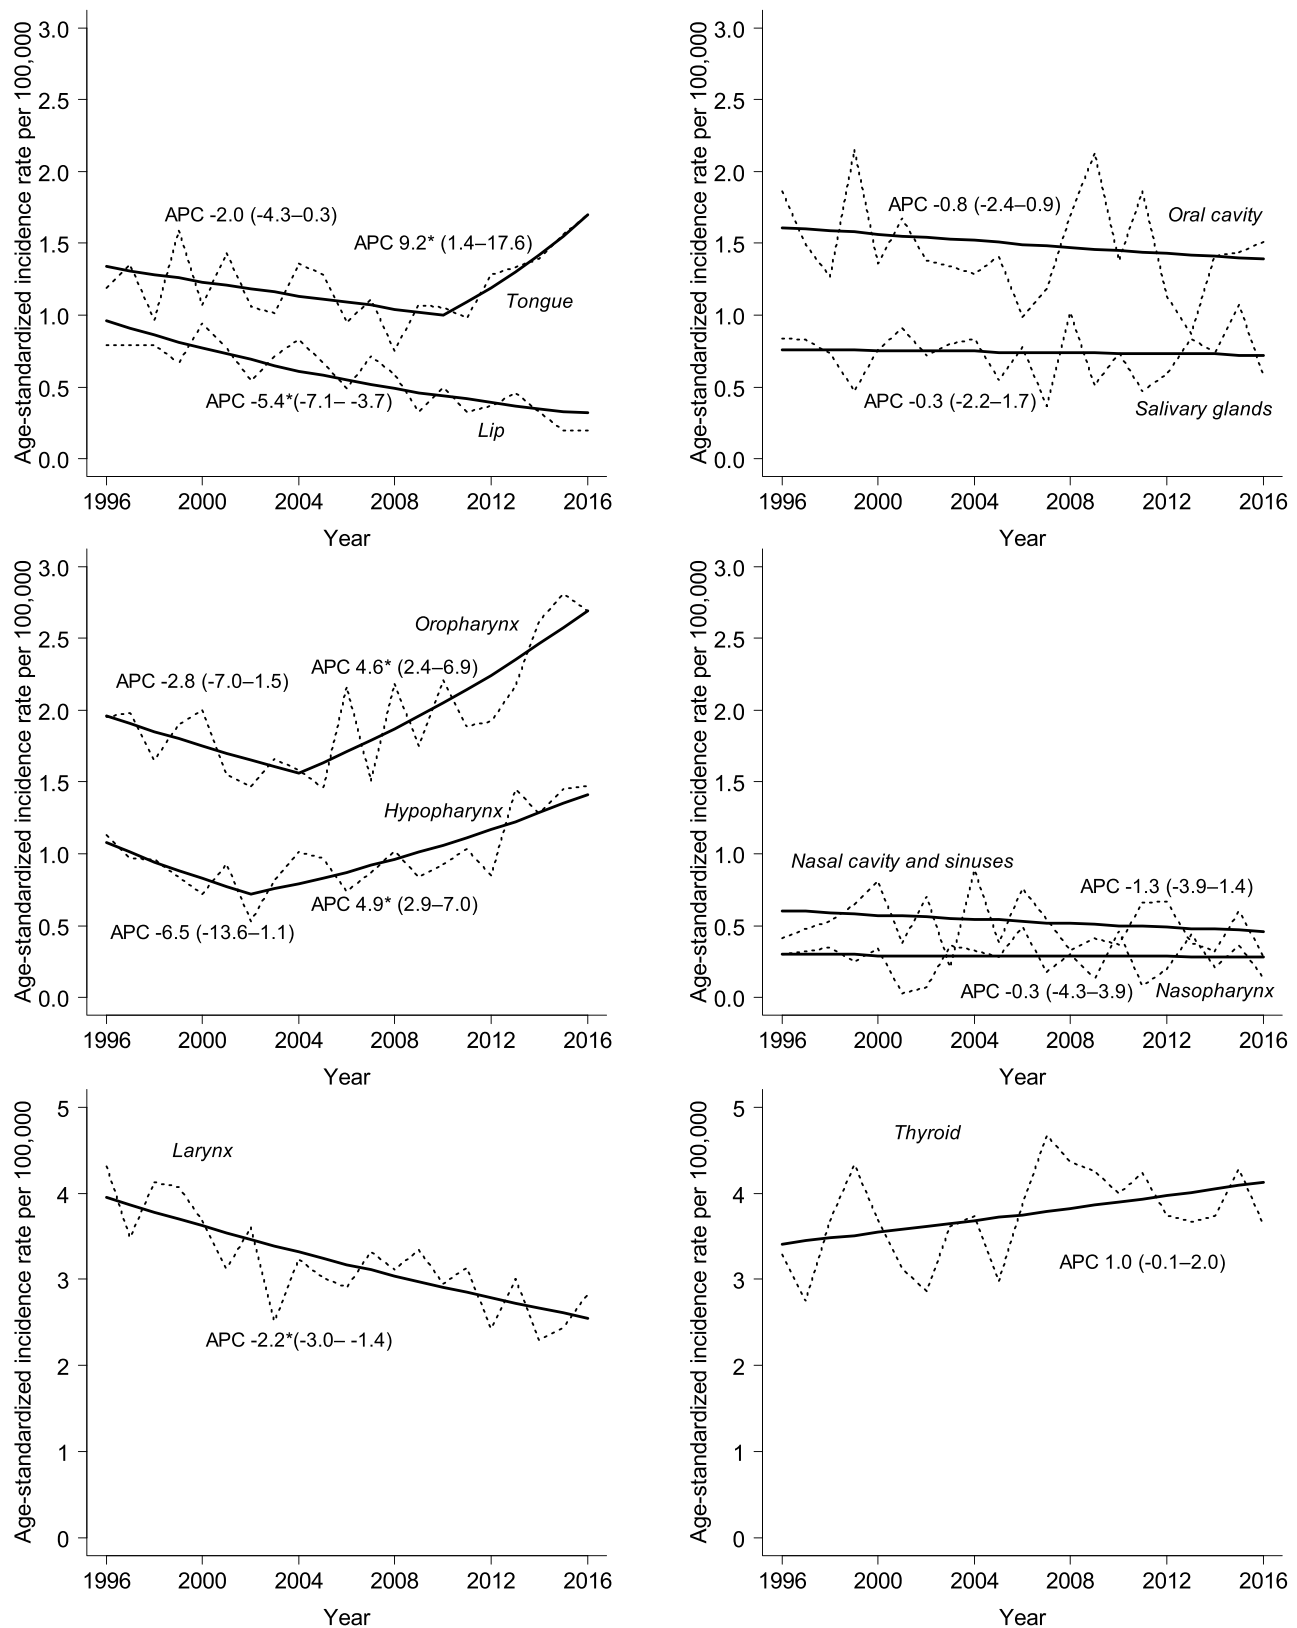 Age-standardized incidence rate per 100,000
3.0
2.5
2.0
1.5
1.0
0.5
0.0
APC -2.0 (-4.3–0.3)
APC 9.2* (1.4–17.6)
Tongue
APC -5.4*(-7.1– -3.7)
Lip
1996 2000 2004 2008 2012 2016
Year
Age-standardized incidence rate per 100,000
3.0
2.5
2.0
1.5
1.0
0.5
0.0
APC -0.8 (-2.4–0.9)
Oral cavity
APC -0.3 (-2.2–1.7)
Salivary glands
1996 2000 2004 2008 2012 2016
Year
Age-standardized incidence rate per 100,000
3.0
2.5
2.0
1.5
1.0
0.5
0.0
Oropharynx
APC 4.6* (2.4–6.9)
APC -2.8 (-7.0–1.5)
Hypopharynx
APC 4.9* (2.9–7.0)
APC -6.5 (-13.6–1.1)
1996 2000 2004 2008 2012 2016
Year
Age-standardized incidence rate per 100,000
3.0
2.5
2.0
1.5
1.0
0.5
0.0
Nasal cavity and sinuses
APC -1.3 (-3.9–1.4)
APC -0.3 (-4.3–3.9)
Nasopharynx
1996 2000 2004 2008 2012 2016
Year
Age-standardized incidence rate per 100,000
5
4
3
2
1
0
Larynx
APC -2.2*(-3.0– -1.4)
1996 2000 2004 2008 2012 2016
Year
Age-standardized incidence rate per 100,000
5
4
3
2
1
0
Thyroid
APC 1.0 (-0.1–2.0)
1996 2000 2004 2008 2012 2016
Year